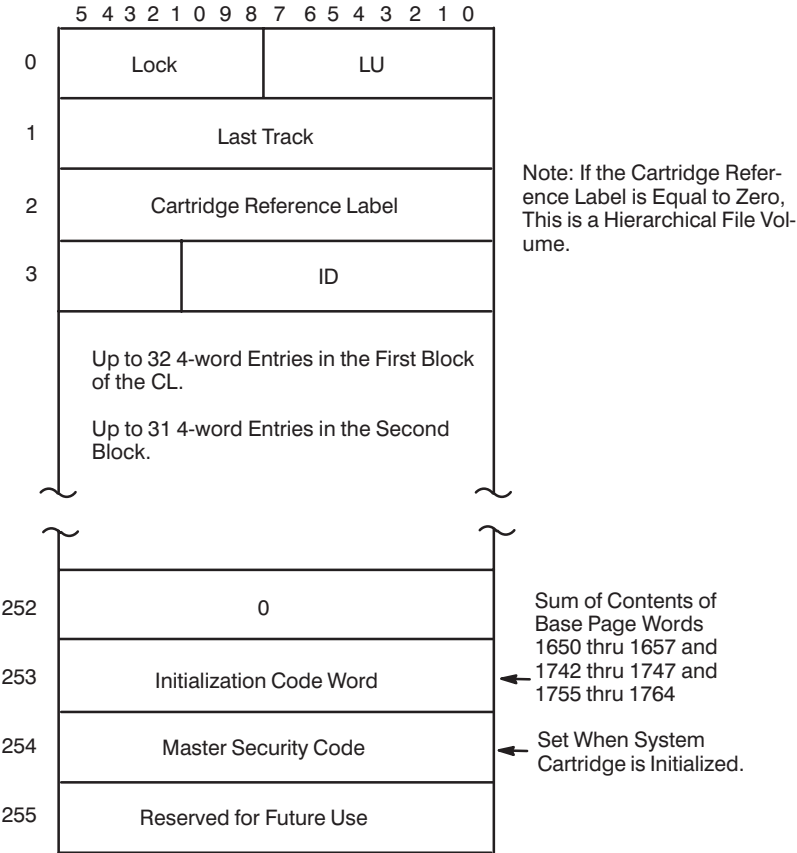 5 4 3 2 1 0 9 8 7 6 5 4 3 2 1 0
0 Lock LU
1 Last Track
2 Cartridge Reference Label
Note: If the Cartridge Refer-
ence Label is Equal to Zero,
This is a Hierarchical File Vol-
ume.
3 ID
Up to 32 4-word Entries in the First Block
of the CL.
Up to 31 4-word Entries in the Second
Block.
252 0
253 Initialization Code Word
Sum of Contents of
Base Page Words
1650 thru 1657 and
1742 thru 1747 and
1755 thru 1764
254 Master Security Code
Set When System
Cartridge is Initialized.
255 Reserved for Future Use